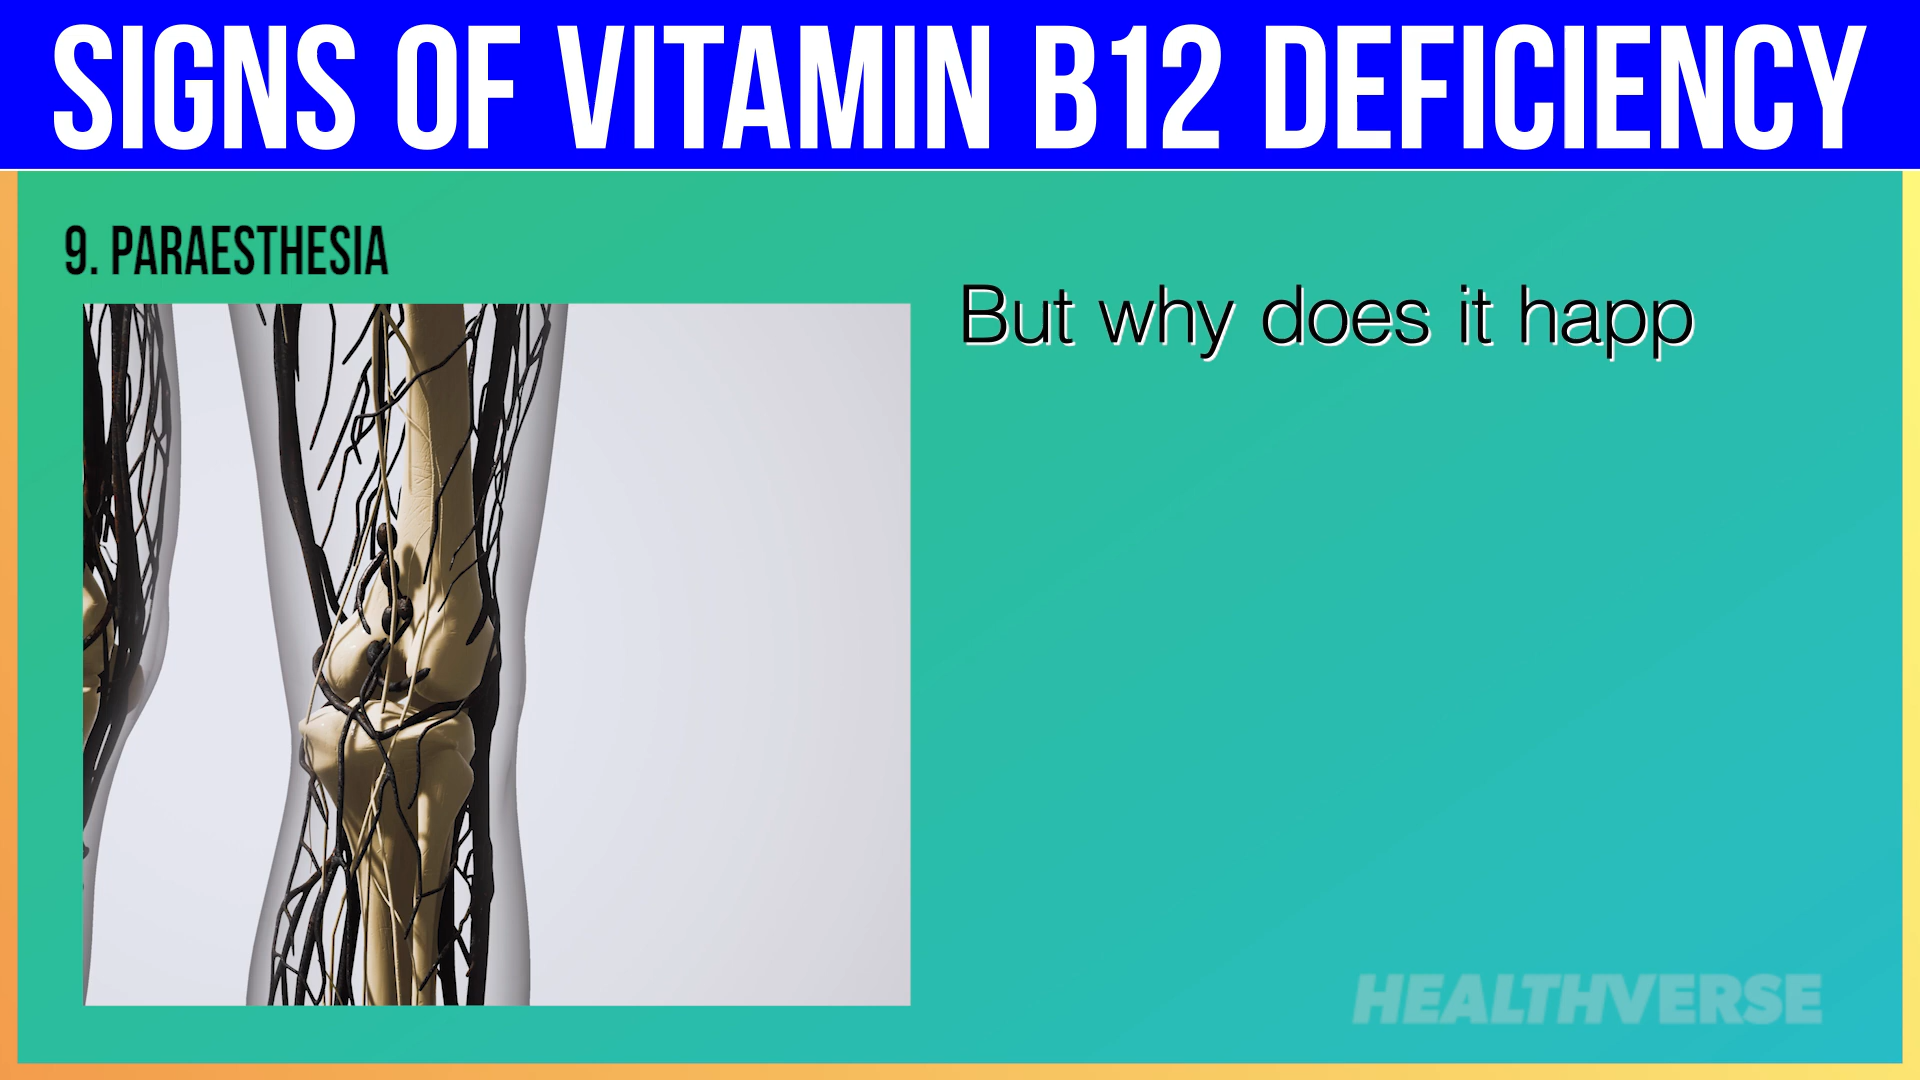 SIGNS OF VITAMIN B12 DEFICIENCY
9. PARAESTHESIA
But why does it happ
HEALTHVERSE